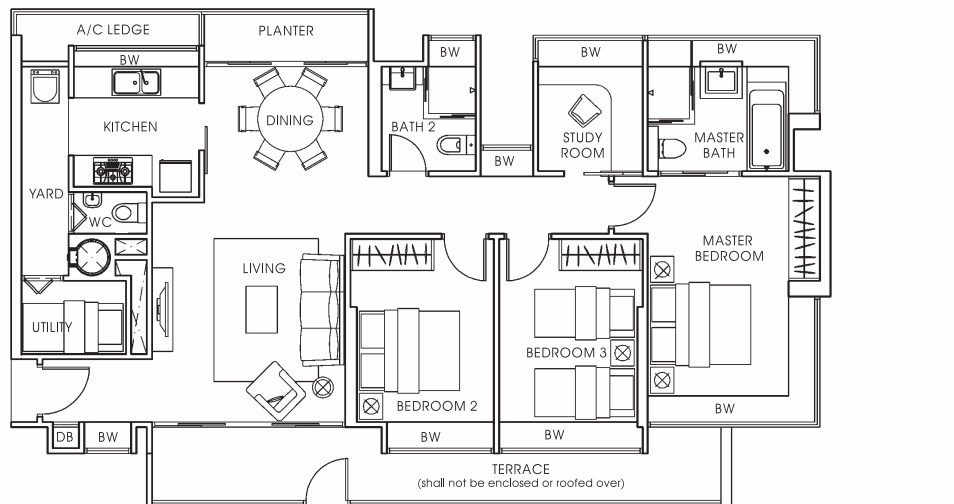 A/C LEDGE
PLANTER
BW
BW
BW
BW
KITCHEN
DINING
BATH 2
STUDY
ROOM
MASTER
BATH
BW
YARD
WC
LIVING
MASTER
BEDROOM
UTILITY
BEDROOM 3
BEDROOM 2
BW
DB
BW
BW
BW
TERRACE
(shall not be enclosed or roofed over)